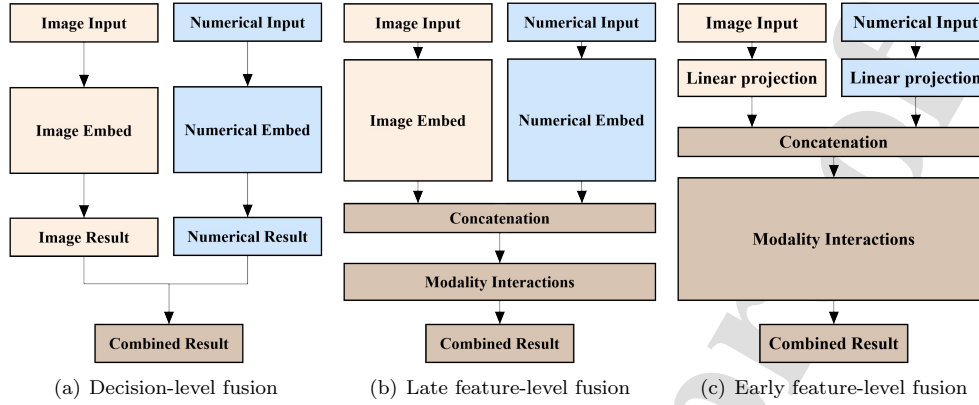 Image Input
Numerical Input
Image Embed
Numerical Embed
Image Result
Numerical Result
Combined Result
(a) Decision-level fusion
Image Input
Numerical Input
Image Embed
Numerical Embed
Concatenation
Modality Interactions
Combined Result
(b) Late feature-level fusion
Image Input
Numerical Input
Linear projection
Linear projection
Concatenation
Modality Interactions
Combined Result
(c) Early feature-level fusion